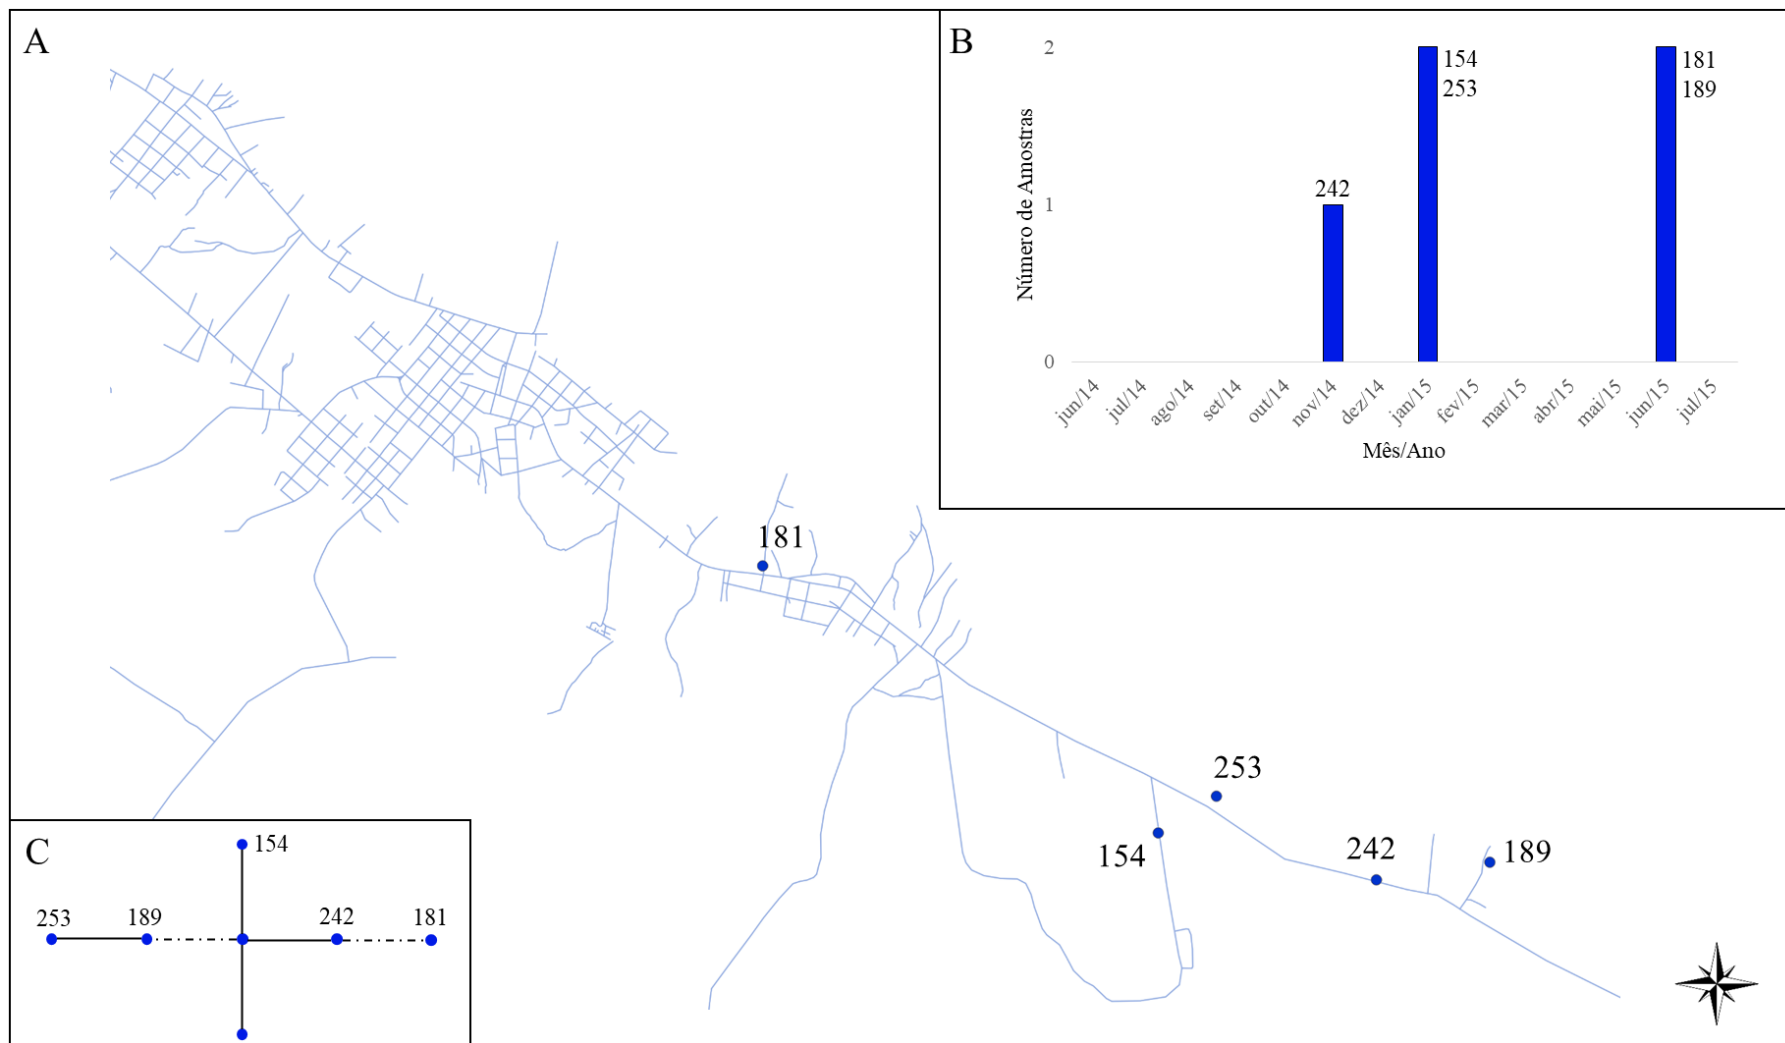 A
181
253
154
242
189
B
Número de Amostras
2
1
0
242
154
253
181
189
jun/14
jul/14
ago/14
set/14
out/14
nov/14
dez/14
jan/15
fev/15
mar/15
abr/15
mai/15
jun/15
jul/15
Mês/Ano
C
154
253
189
242
181